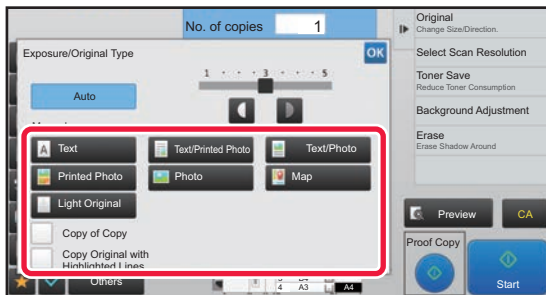 No. of copies 1
Exposure/Original Type
OK
1 3 5
Auto
Text
Text/Printed Photo
Text/Photo
Printed Photo
Photo
Map
Light Original
Copy of Copy
Copy Original with
Highlighted Lines
Others
4 A3
A4
Original
Change Size/Direction.
Select Scan Resolution
Toner Save
Reduce Toner Consumption
Background Adjustment
Erase
Erase Shadow Around
Preview
CA
Proof Copy
Start